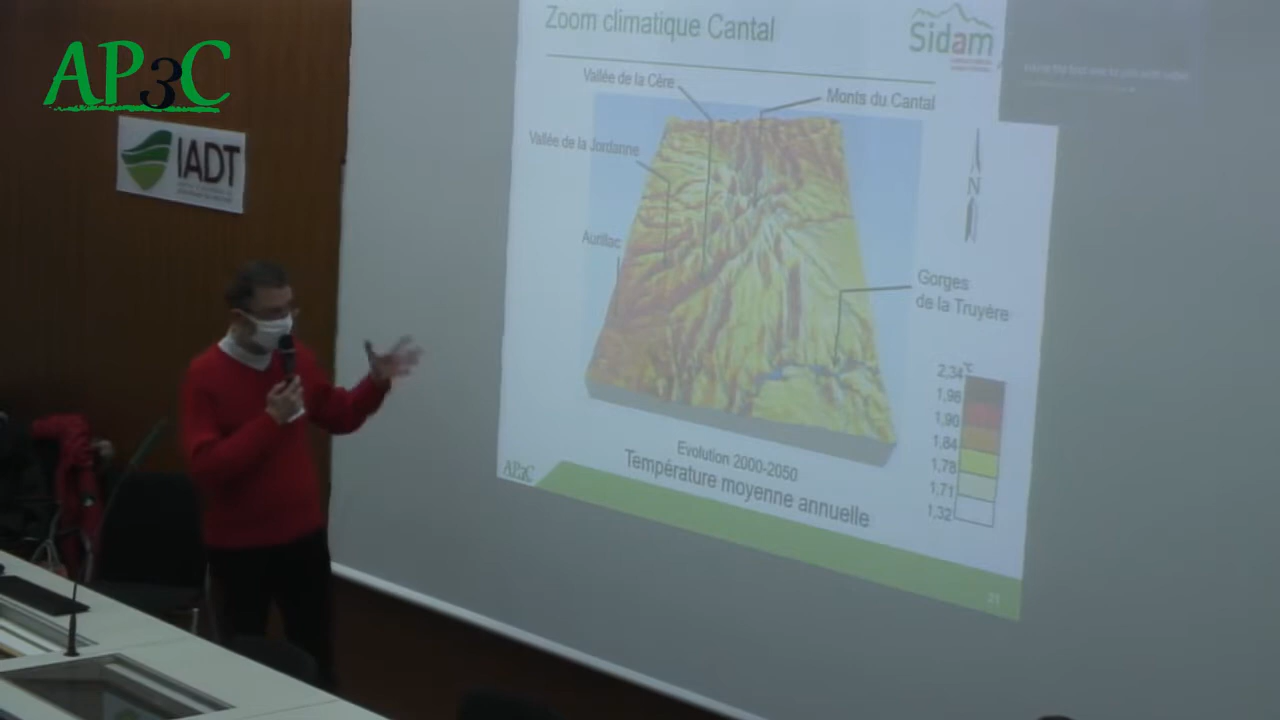 AP3C
IADT
Zoom climatique Cantal
Sidam
Vallée de la Cère
Monts du Cantal
Vallée de la Jordanne
N
Aurillac
Gorges
de la Truyère
°C
2,34
1,98
1,90
1,84
1,78
1,71
1,32
Evolution 2000-2050
Température moyenne annuelle
AP3C
21